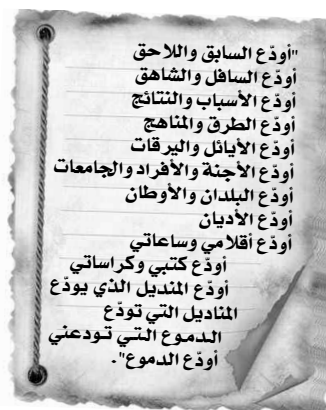 "أودّع السابق واللاحق
أودّع السافل والشاهق
أودّع الأسباب والنتائج
أودّع الطرق والمناهج
أودّع الأيائل واليرقات
أودّع الأجنة والأفراد والجامعات
أودّع البلدان والأوطان
أودّع الأديان
أودّع أقلامي وساعاتي
أودّع كتبي وكراساتي
أودّع المنديل الذي يودّع
المناديل التي تودّع
الدموع التي تودعني
أودّع الدموع".